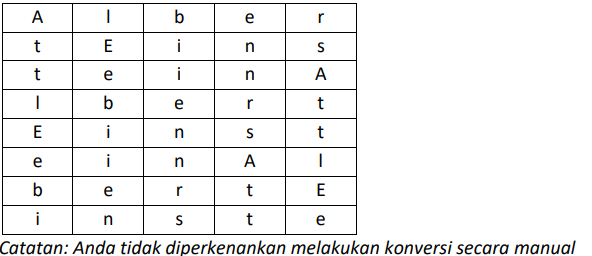 A l b e r
t E i n s
t e i n A
l b e r t
E i n s t
e i n A l
b e r t E
i n s t e
Catatan: Anda tidak diperkenankan melakukan konversi secara manual